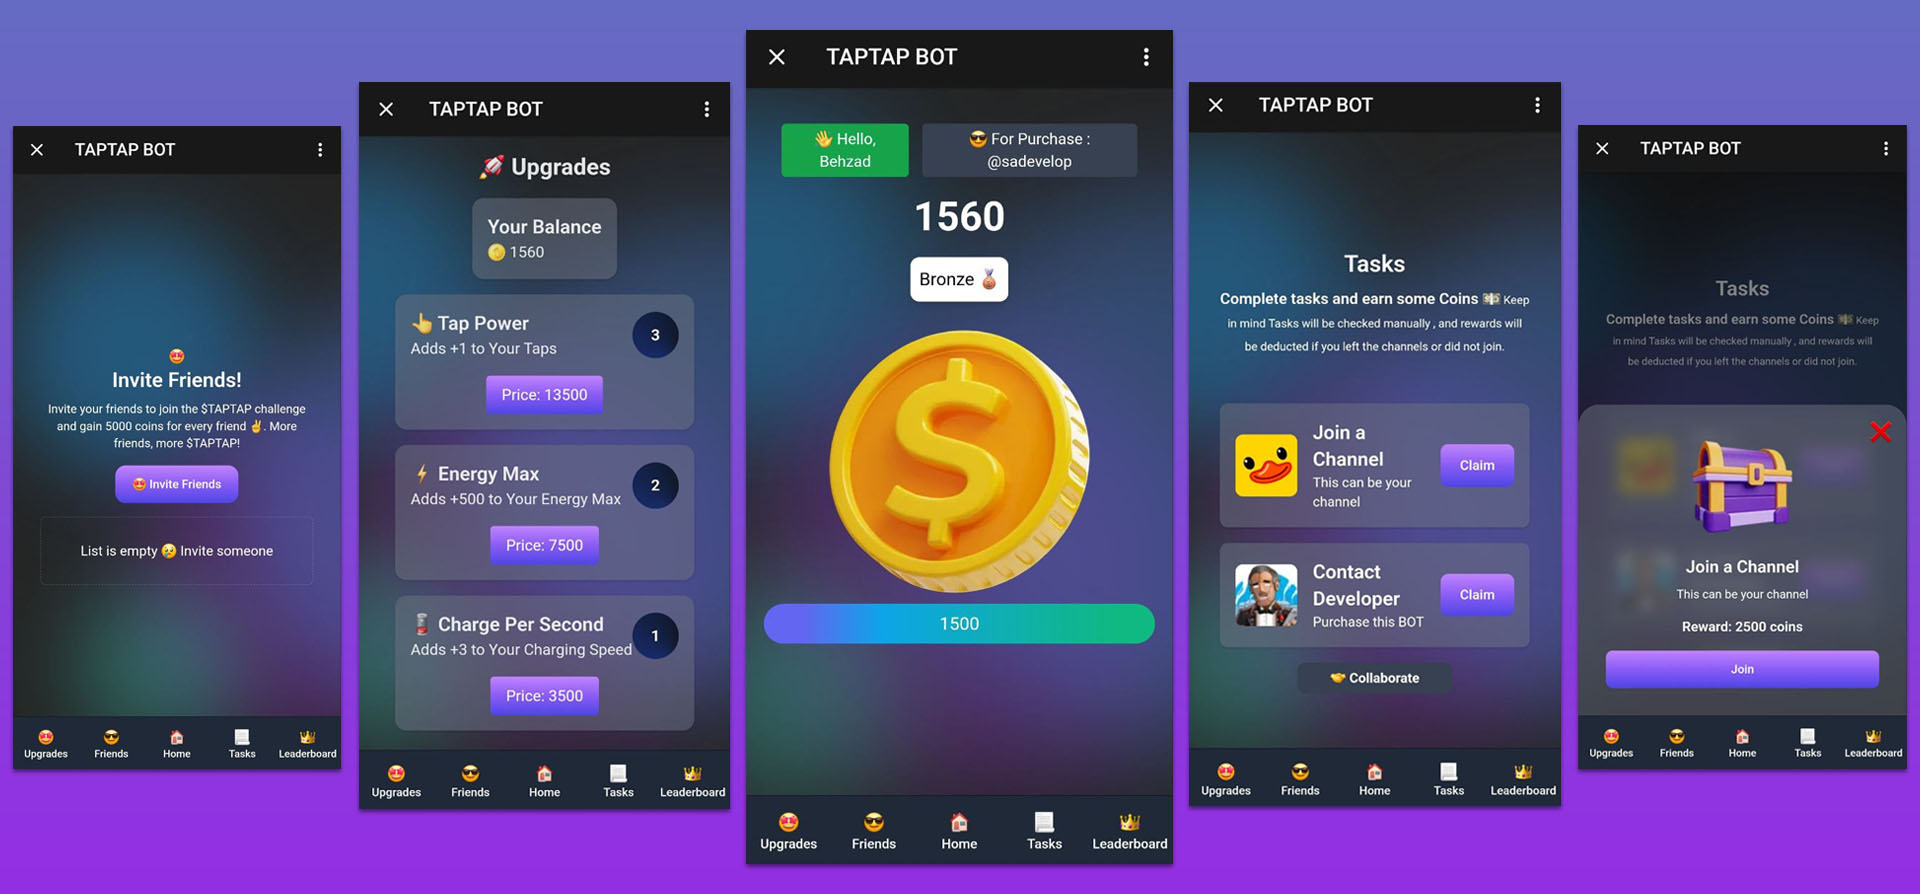 TAPTAP BOT
Invite Friends!
Invite your friends to join the $TAPTAP challenge
and gain 5000 coins for every friend ✌️. More
friends, more $TAPTAP!
🤩 Invite Friends
List is empty 😢 Invite someone
Upgrades Friends Home Tasks Leaderboard
TAPTAP BOT
🚀 Upgrades
Your Balance
1560
👆 Tap Power
Adds +1 to Your Taps
3
Price: 13500
⚡ Energy Max
Adds +500 to Your Energy Max
2
Price: 7500
Charge Per Second
Adds +3 to Your Charging Speed
1
Price: 3500
Upgrades Friends Home Tasks Leaderboard
TAPTAP BOT
👋 Hello,
Behzad
😎 For Purchase :
@sadevelop
1560
Bronze 🥉
$
1500
Upgrades Friends Home Tasks Leaderboard
TAPTAP BOT
Tasks
Complete tasks and earn some Coins 💵 Keep
in mind Tasks will be checked manually , and rewards will
be deducted if you left the channels or did not join.
Join a
Channel
This can be your
channel
Claim
Contact
Developer
Purchase this BOT
Claim
🤝 Collaborate
Upgrades Friends Home Tasks Leaderboard
TAPTAP BOT
Tasks
Complete tasks and earn some Coins 💵 Keep
in mind Tasks will be checked manually , and rewards will
be deducted if you left the channels or did not join.
Join a Channel
This can be your channel
Reward: 2500 coins
Join
Upgrades Friends Home Tasks Leaderboard